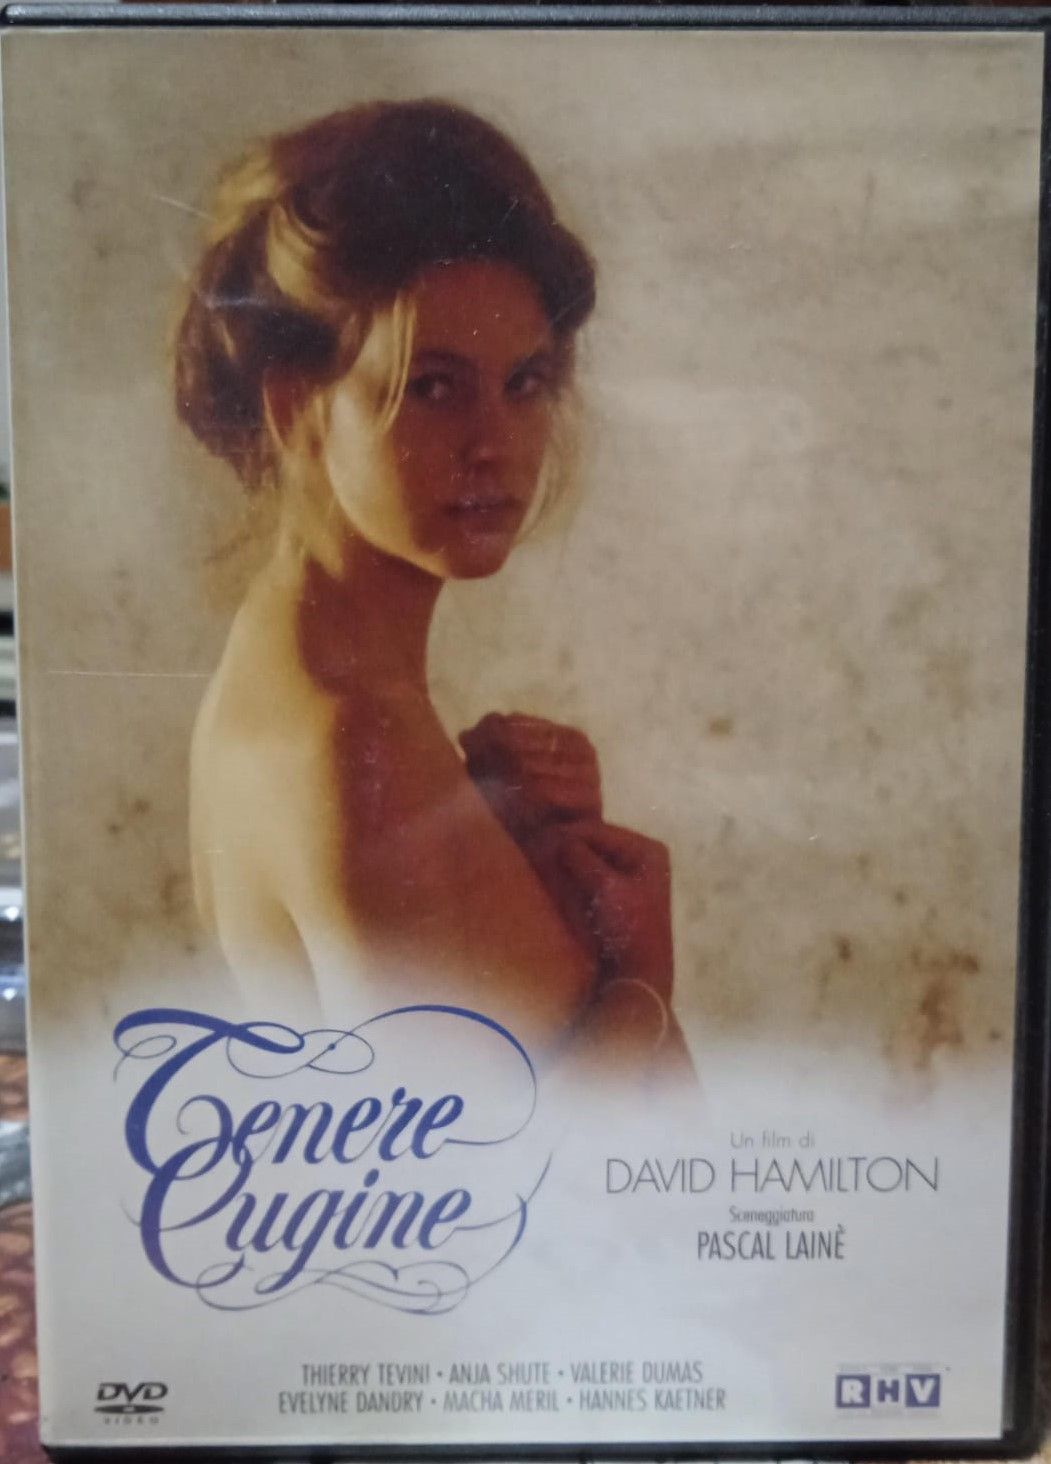 Tenere
Cugine
Un film di
DAVID HAMILTON
Sceneggiatura
PASCAL LAINÈ
THIERRY TEVINI • ANJA SHUTE • VALERIE DUMAS
EVELYNE DANDRY • MACHA MERIL • HANNES KAETNER
DVD
VIDEO
RHV